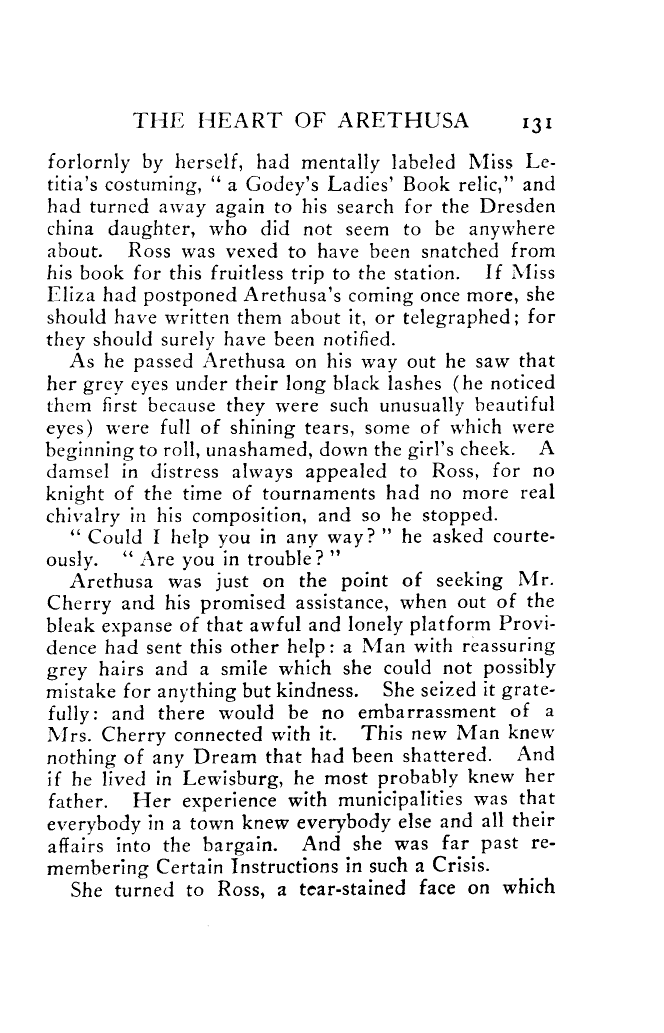 THE HEART OF ARETHUSA 131
forlornly by herself, had mentally labeled Miss Le-
titia's costuming, “ a Godey's Ladies' Book relic,” and
had turned away again to his search for the Dresden
china daughter, who did not seem to be anywhere
about. Ross was vexed to have been snatched from
his book for this fruitless trip to the station. If Miss
Eliza had postponed Arethusa's coming once more, she
should have written them about it, or telegraphed; for
they should surely have been notified.
As he passed Arethusa on his way out he saw that
her grey eyes under their long black lashes (he noticed
them first because they were such unusually beautiful
eyes) were full of shining tears, some of which were
beginning to roll, unashamed, down the girl's cheek. A
damsel in distress always appealed to Ross, for no
knight of the time of tournaments had no more real
chivalry in his composition, and so he stopped.
“ Could I help you in any way? ” he asked courte-
ously. “ Are you in trouble? ”
Arethusa was just on the point of seeking Mr.
Cherry and his promised assistance, when out of the
bleak expanse of that awful and lonely platform Provi-
dence had sent this other help: a Man with reassuring
grey hairs and a smile which she could not possibly
mistake for anything but kindness. She seized it grate-
fully: and there would be no embarrassment of a
Mrs. Cherry connected with it. This new Man knew
nothing of any Dream that had been shattered. And
if he lived in Lewisburg, he most probably knew her
father. Her experience with municipalities was that
everybody in a town knew everybody else and all their
affairs into the bargain. And she was far past re-
membering Certain Instructions in such a Crisis.
She turned to Ross, a tear-stained face on which